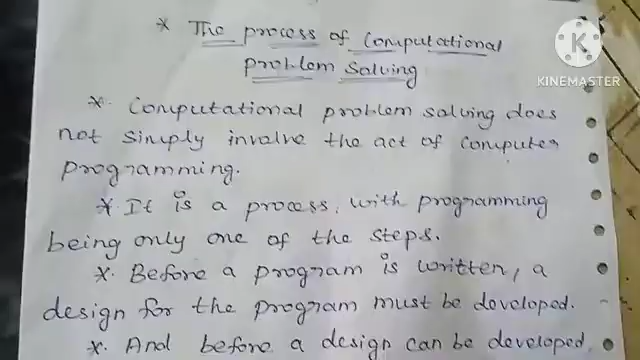 * The process of Computational
problem Solving
KINEMASTER
*. Computational problem solving does
not simply involve the act of computer
programming.
* It is a process, with programming
being only one of the steps.
*. Before a program is written, a
design for the program must be developed.
*. And before a design can be developed,